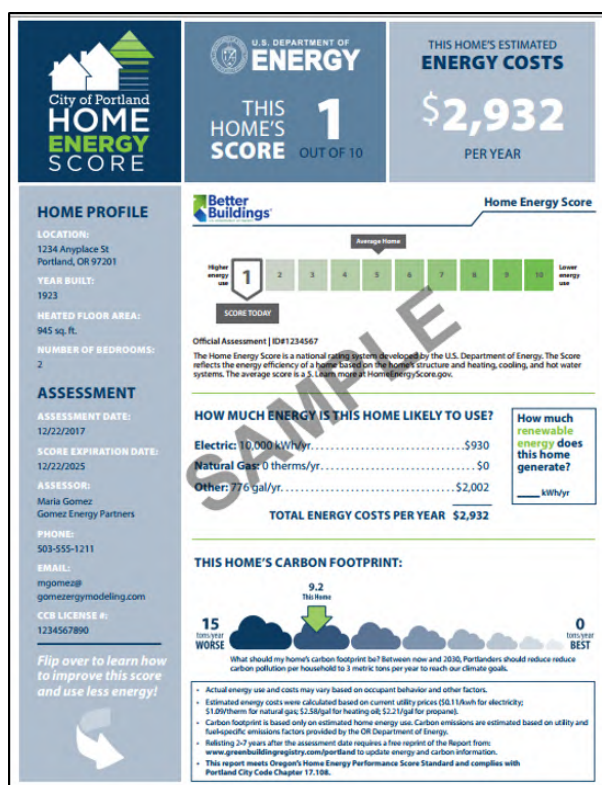 City of Portland
HOME
ENERGY
SCORE
U.S. DEPARTMENT OF
ENERGY
THIS
HOME'S
SCORE
1
OUT OF 10
THIS HOME'S ESTIMATED
ENERGY COSTS
$2,932
PER YEAR
HOME PROFILE
LOCATION:
1234 Anyplace St
Portland, OR 97201
YEAR BUILT:
1923
HEATED FLOOR AREA:
945 sq. ft.
NUMBER OF BEDROOMS:
2
ASSESSMENT
ASSESSMENT DATE:
12/22/2017
SCORE EXPIRATION DATE:
12/22/2025
ASSESSOR:
Maria Gomez
Gomez Energy Partners
PHONE:
503-555-1211
EMAIL:
mgomez@
gomezergymodeling.com
CCB LICENSE #:
1234567890
Flip over to learn how
to improve this score
and use less energy!
Better
Buildings®
Home Energy Score
Average Home
Higher
energy
use
1 2 3 4 5 6 7 8 9 10
Lower
energy
use
SCORE TODAY
Official Assessment | ID#1234567
The Home Energy Score is a national rating system developed by the U.S. Department of Energy. The Score
reflects the energy efficiency of a home based on the home's structure and heating, cooling, and hot water
systems. The average score is a 5. Learn more at HomeEnergyScore.gov.
SAMPLE
HOW MUCH ENERGY IS THIS HOME LIKELY TO USE?
Electric: 10,000 kWh/yr. . . . . . . . . . . . . . . . . . . . . . . . . . . . . . $930
Natural Gas: 0 therms/yr. . . . . . . . . . . . . . . . . . . . . . . . . . . . . . $0
Other: 776 gal/yr. . . . . . . . . . . . . . . . . . . . . . . . . . . . . . $2,002
TOTAL ENERGY COSTS PER YEAR $2,932
How much
renewable
energy does
this home
generate?
____ kWh/yr
THIS HOME'S CARBON FOOTPRINT:
9.2
This Home
15
tons/year
WORSE
0
tons/year
BEST
What should my home's carbon footprint be? Between now and 2030, Portlanders should reduce reduce
carbon pollution per household to 3 metric tons per year to reach our climate goals.
• Actual energy use and costs may vary based on occupant behavior and other factors.
• Estimated energy costs were calculated based on current utility prices ($0.11/kwh for electricity;
$1.09/therm for natural gas; $2.58/gal for heating oil; $2.21/gal for propane).
• Carbon footprint is based only on estimated home energy use. Carbon emissions are estimated based on utility and
fuel-specific emissions factors provided by the OR Department of Energy.
• Relisting 2-7 years after the assessment date requires a free reprint of the Report from:
www.greenbuildingregistry.com/portland to update energy and carbon information.
• This report meets Oregon's Home Energy Performance Score Standard and complies with
Portland City Code Chapter 17.108.